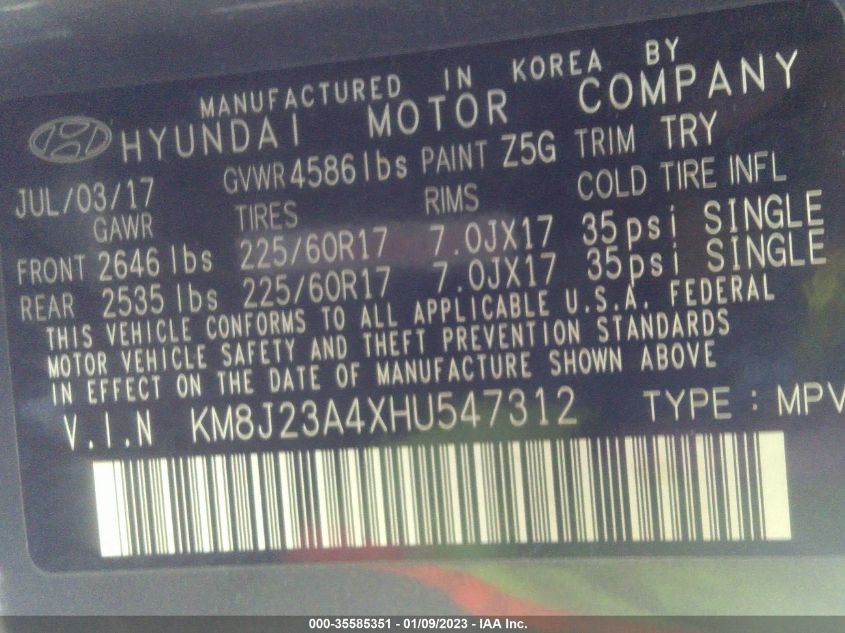 MANUFACTURED IN KOREA BY
HYUNDAI MOTOR COMPANY
JUL/03/17 GVWR 4586 lbs PAINT Z5G TRIM TRY
GAWR TIRES RIMS COLD TIRE INFL
FRONT 2646 lbs 225/60R17 7.0JX17 35psi SINGLE
REAR 2535 lbs 225/60R17 7.0JX17 35psi SINGLE
THIS VEHICLE CONFORMS TO ALL APPLICABLE U.S.A. FEDERAL
MOTOR VEHICLE SAFETY AND THEFT PREVENTION STANDARDS
IN EFFECT ON THE DATE OF MANUFACTURE SHOWN ABOVE
V.I.N KM8J23A4XHU547312 TYPE : MPV
000-35585351 - 01/09/2023 - IAA Inc.